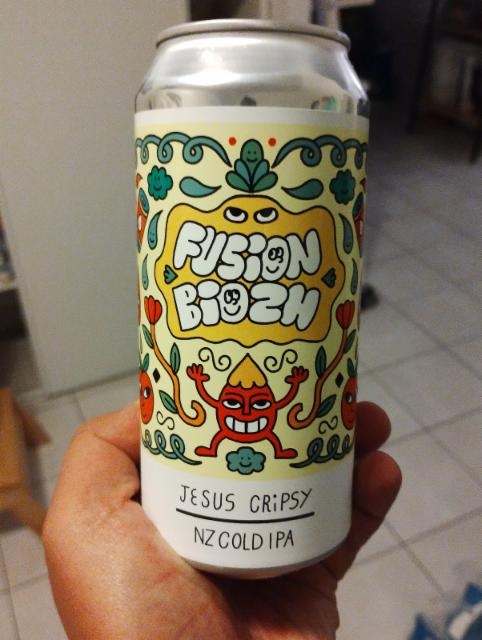 FUSION
BIOZH
JESUS CRiPSY
NZ COLD IPA